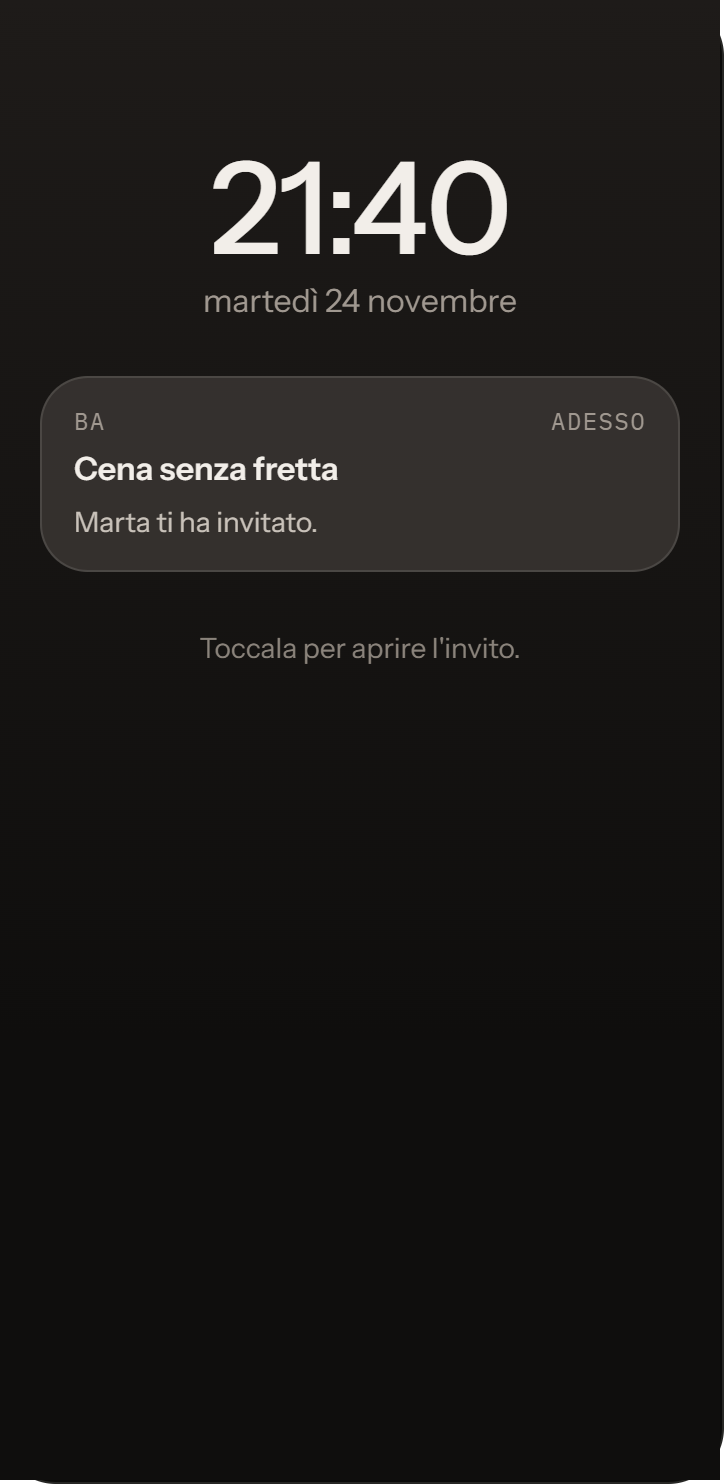 21:40
martedì 24 novembre
BA
ADESSO
Cena senza fretta
Marta ti ha invitato.
Toccala per aprire l'invito.